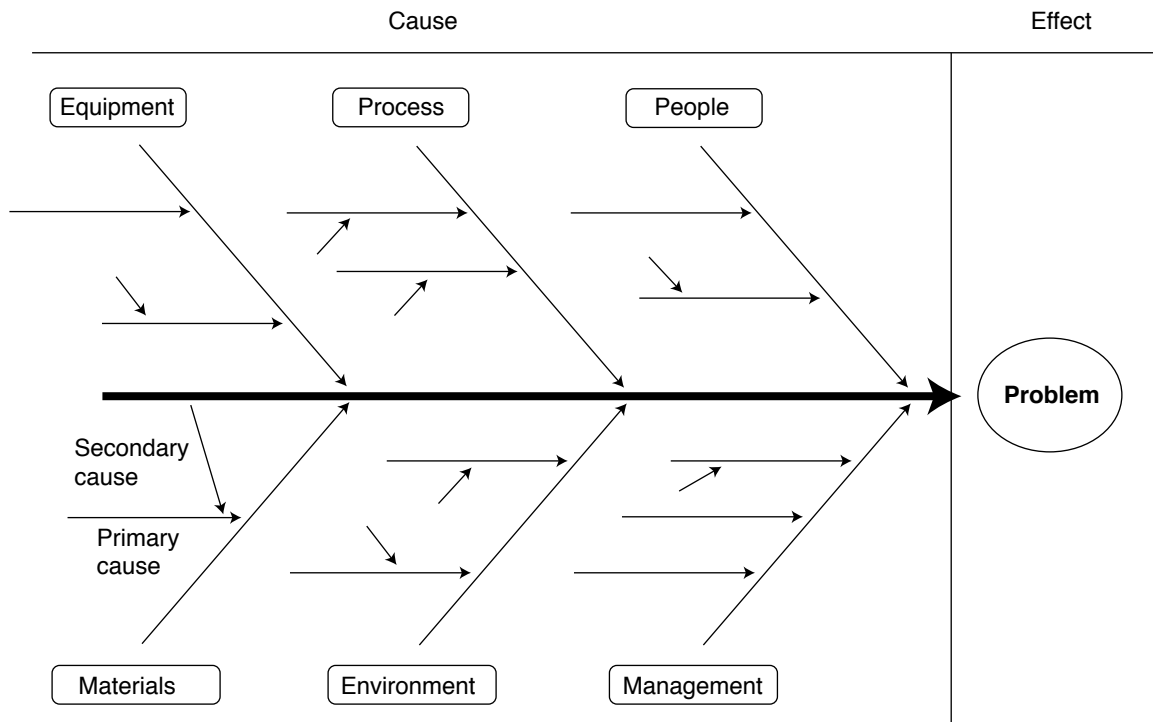 Cause
Effect
Equipment
Process
People
Problem
Secondary
cause
Primary
cause
Materials
Environment
Management